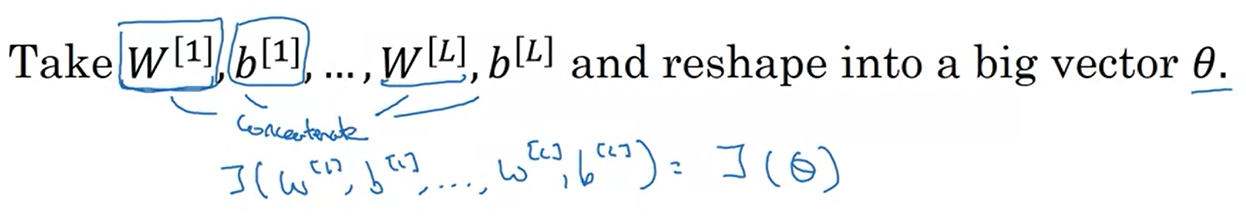 Take W^[1], b^[1], ..., W^[L], b^[L] and reshape into a big vector θ.
concatenate
J(w^[1], b^[1], ..., w^[L], b^[L]) = J(θ)